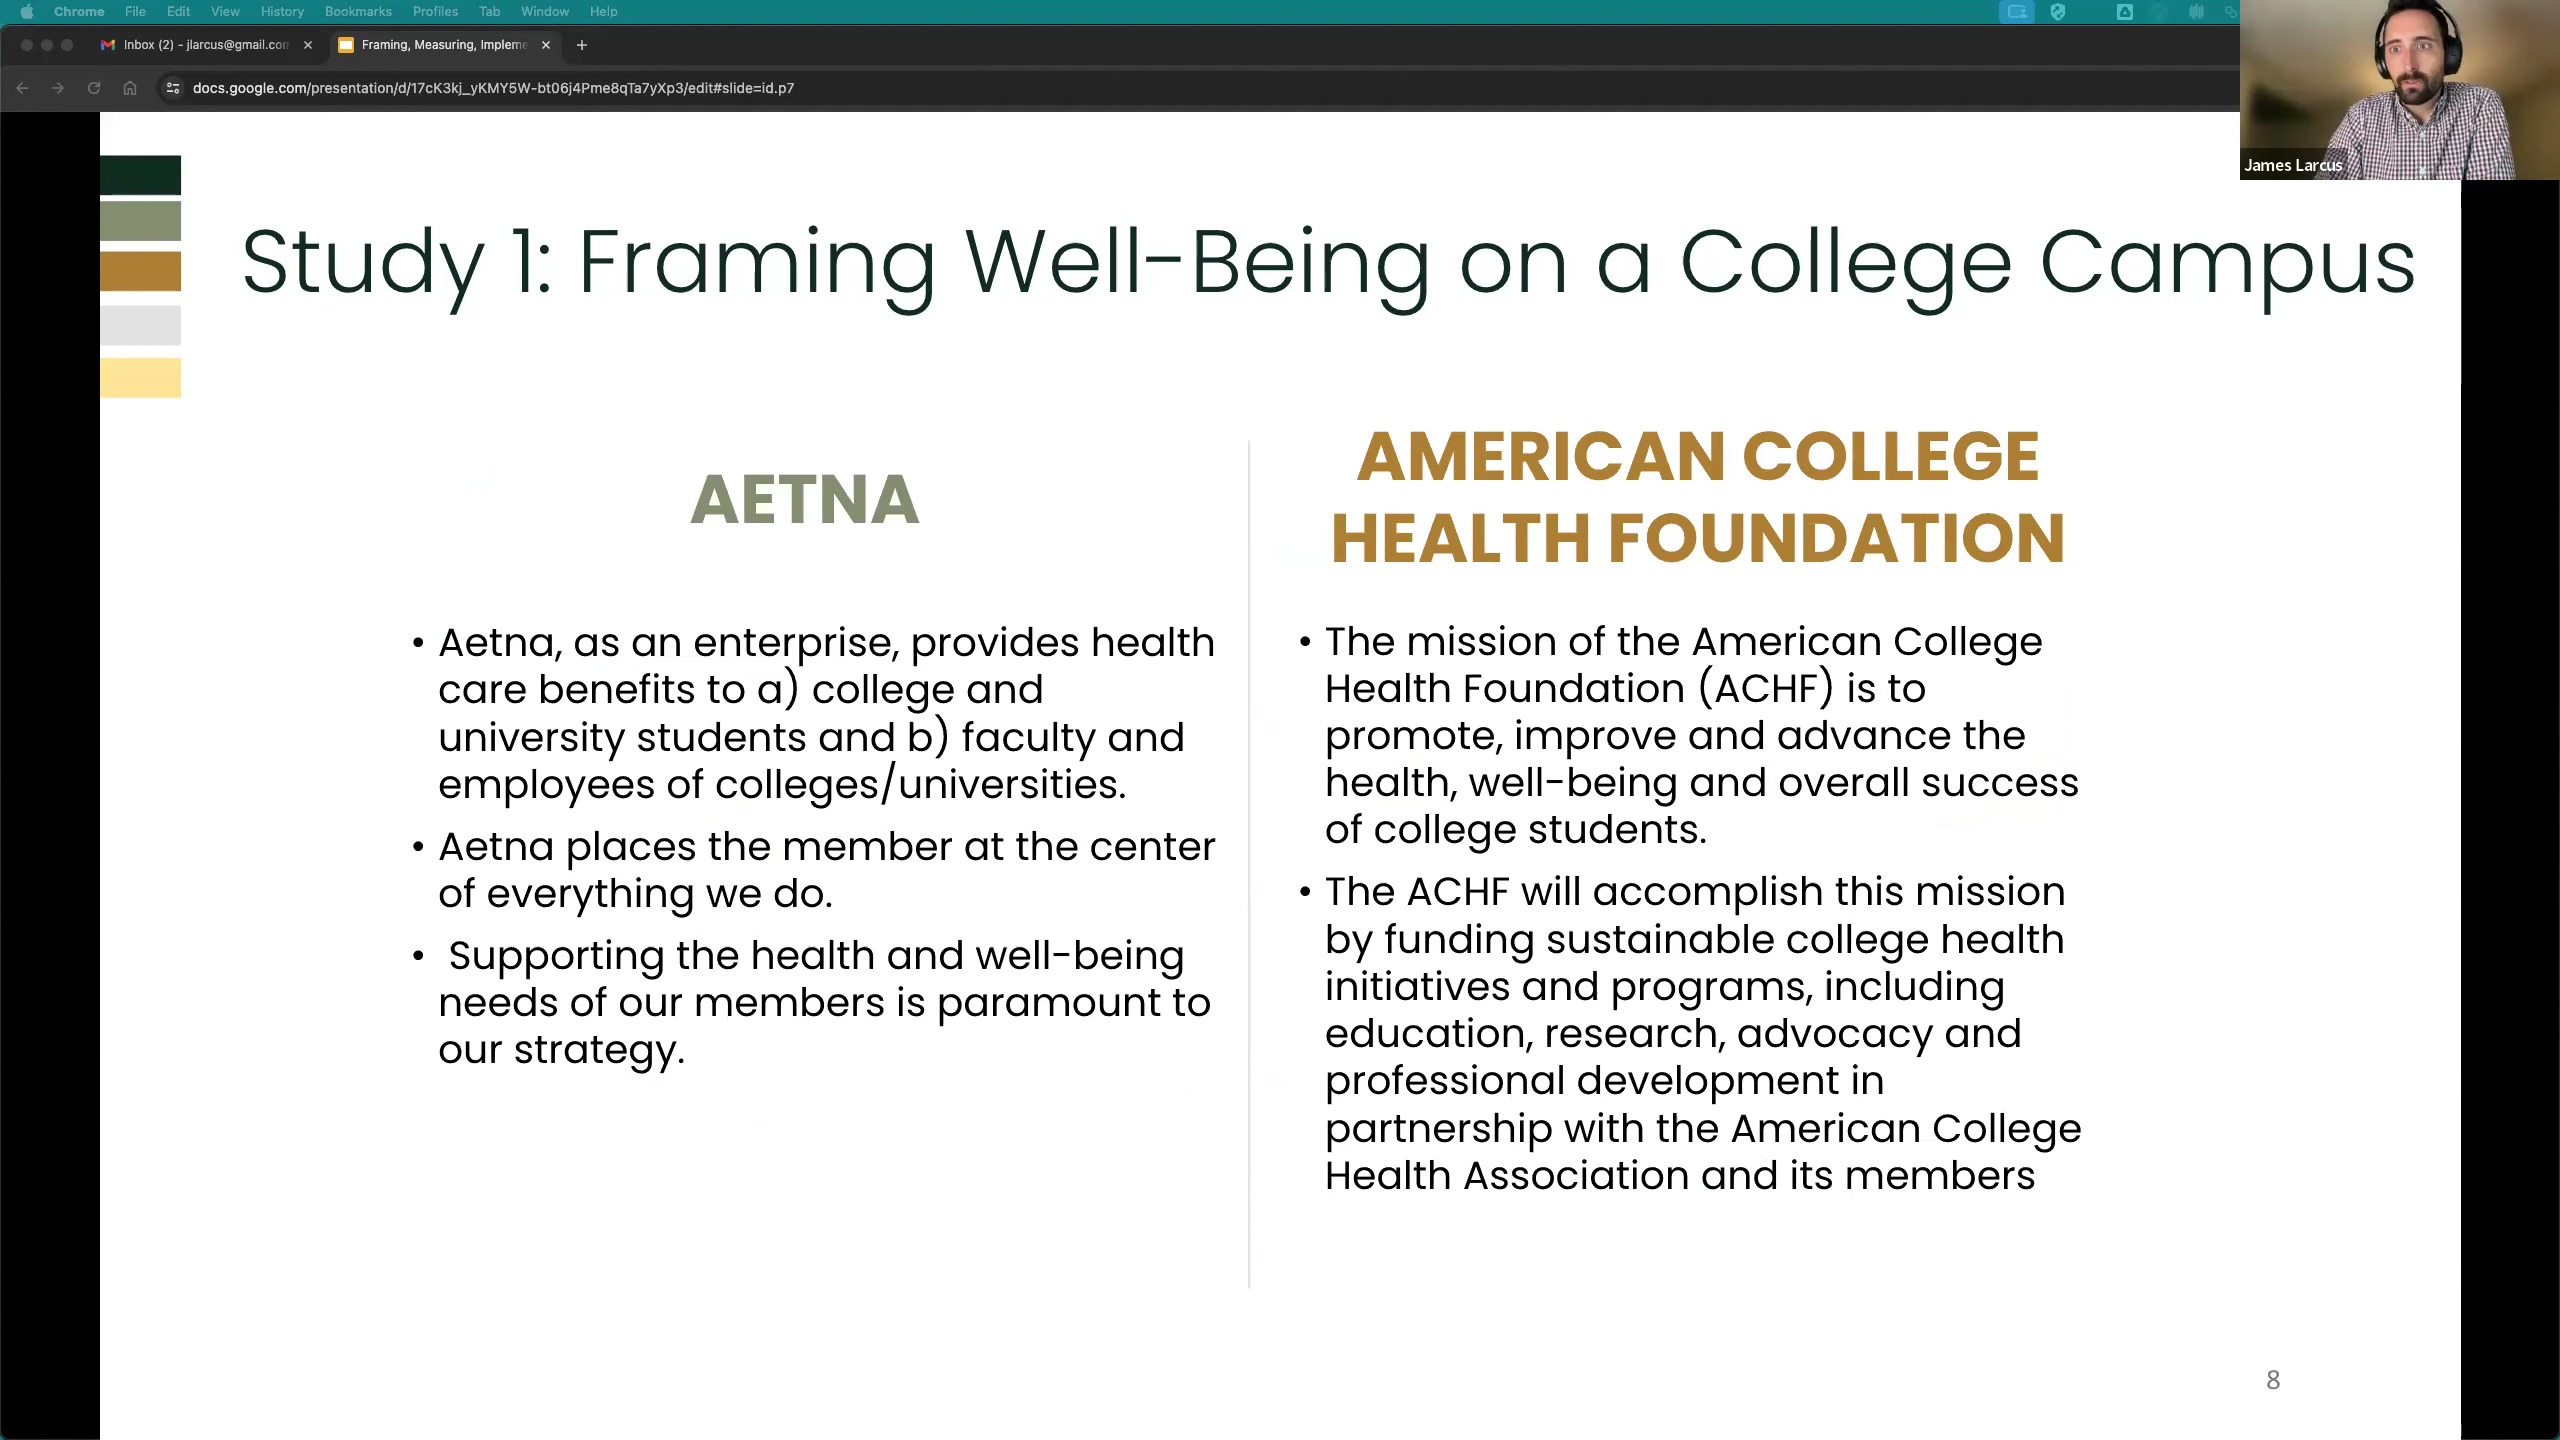 Chrome File Edit View History Bookmarks Profiles Tab Window Help
Inbox (2) - jlarcus@gmail.con
Framing, Measuring, Impleme
docs.google.com/presentation/d/17cK3kj_yKMY5W-bt06j4Pme8qTa7yXp3/edit#slide=id.p7
James Larcus
Study 1: Framing Well-Being on a College Campus
AETNA
• Aetna, as an enterprise, provides health
care benefits to a) college and
university students and b) faculty and
employees of colleges/universities.
• Aetna places the member at the center
of everything we do.
• Supporting the health and well-being
needs of our members is paramount to
our strategy.
AMERICAN COLLEGE
HEALTH FOUNDATION
• The mission of the American College
Health Foundation (ACHF) is to
promote, improve and advance the
health, well-being and overall success
of college students.
• The ACHF will accomplish this mission
by funding sustainable college health
initiatives and programs, including
education, research, advocacy and
professional development in
partnership with the American College
Health Association and its members
8